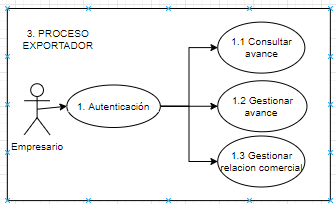 3. PROCESO
EXPORTADOR
1.1 Consultar
avance
1. Autenticación
1.2 Gestionar
avance
Empresario
1.3 Gestionar
relacion comercial